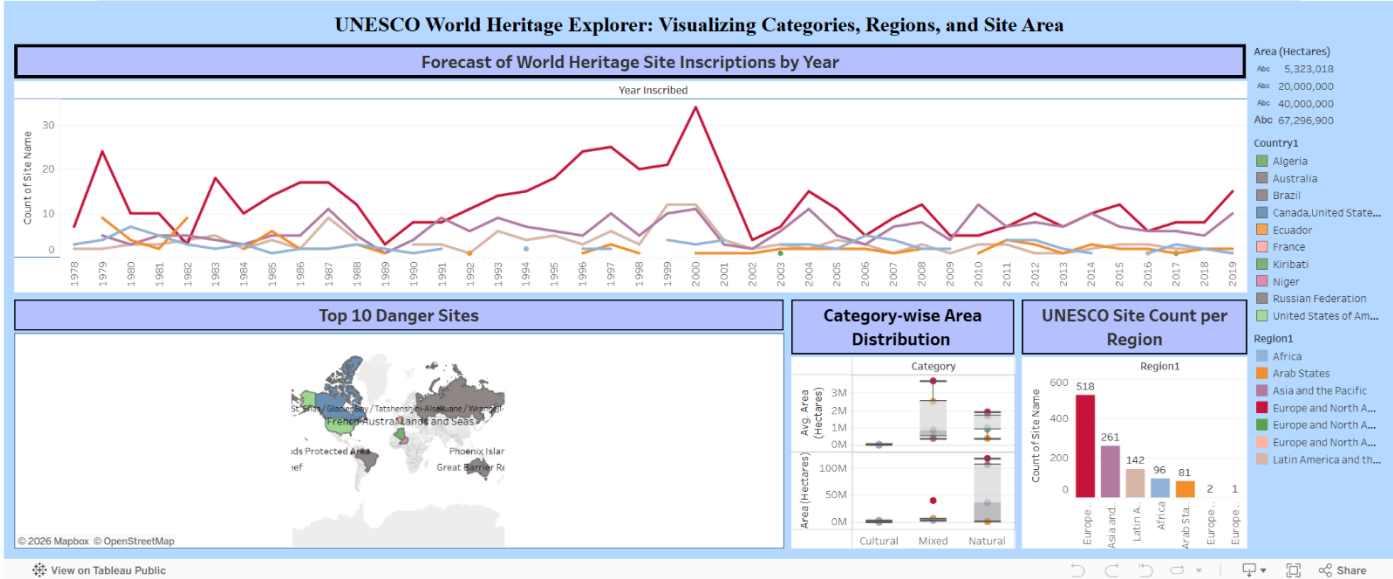 UNESCO World Heritage Explorer: Visualizing Categories, Regions, and Site Area
Forecast of World Heritage Site Inscriptions by Year
Year Inscribed
Count of Site Name
30
20
10
0
1978 1979 1980 1981 1982 1983 1984 1985 1986 1987 1988 1989 1990 1991 1992 1993 1994 1995 1996 1997 1998 1999 2000 2001 2002 2003 2004 2005 2006 2007 2008 2009 2010 2011 2012 2013 2014 2015 2016 2017 2018 2019
Area (Hectares)
Abc 5,323,018
Abc 20,000,000
Abc 40,000,000
Abc 67,296,900
Country1
Algeria
Australia
Brazil
Canada,United State...
Ecuador
France
Kiribati
Niger
Russian Federation
United States of Am...
Region1
Africa
Arab States
Asia and the Pacific
Europe and North A...
Europe and North A...
Europe and North A...
Latin America and th...
Top 10 Danger Sites
French Austral Lands and Seas
ds Protected Area
Phoenix Islan
ef
Great Barrier Re
© 2026 Mapbox © OpenStreetMap
Category-wise Area
Distribution
Category
Avg. Area
(Hectares)
3M
2M
1M
0M
Area (Hectares)
100M
50M
0M
Cultural Mixed Natural
UNESCO Site Count per
Region
Region1
Count of Site Name
600
400
200
0
518 261 142 96 81 2 1
Europe.. Asia and.. Latin A.. Africa Arab Sta.. Europe.. Europe..
View on Tableau Public
Share